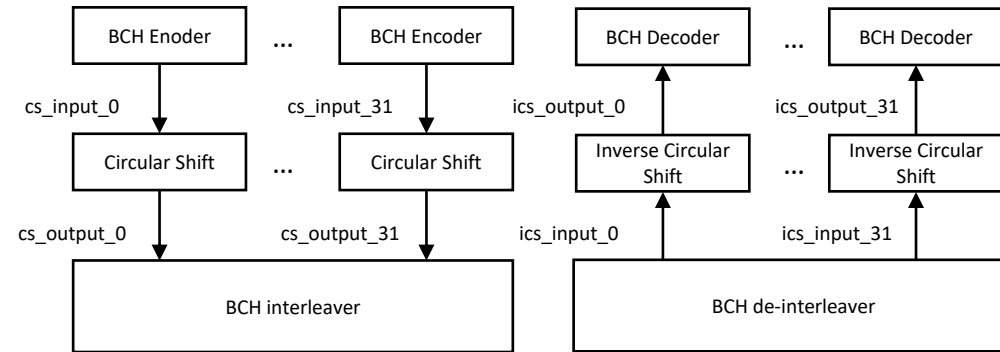 BCH Enoder
...
BCH Encoder
BCH Decoder
...
BCH Decoder
cs_input_0
cs_input_31
ics_output_0
ics_output_31
Circular Shift
...
Circular Shift
Inverse Circular
Shift
...
Inverse Circular
Shift
cs_output_0
cs_output_31
ics_input_0
ics_input_31
BCH interleaver
BCH de-interleaver